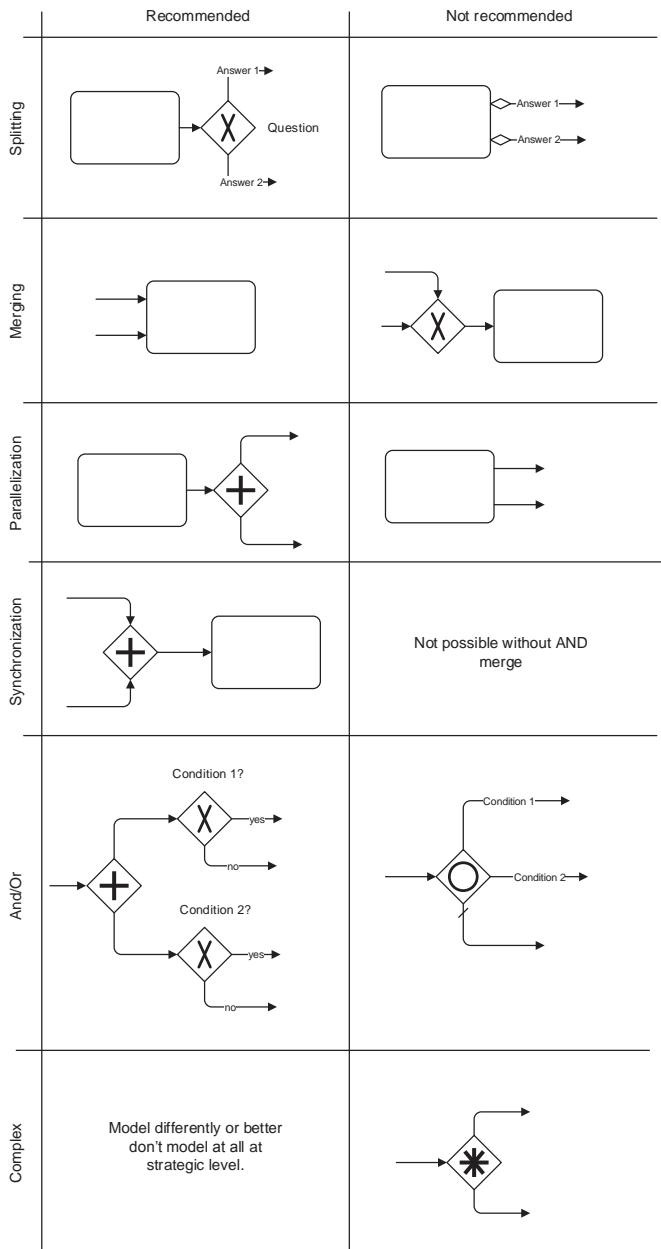 Recommended
Not recommended
Splitting
Answer 1
Question
Answer 2
Answer 1
Answer 2
Merging
Parallelization
Synchronization
Not possible without AND
merge
And/Or
Condition 1?
yes
no
Condition 2?
yes
no
Condition 1
Condition 2
Complex
Model differently or better
don't model at all at
strategic level.